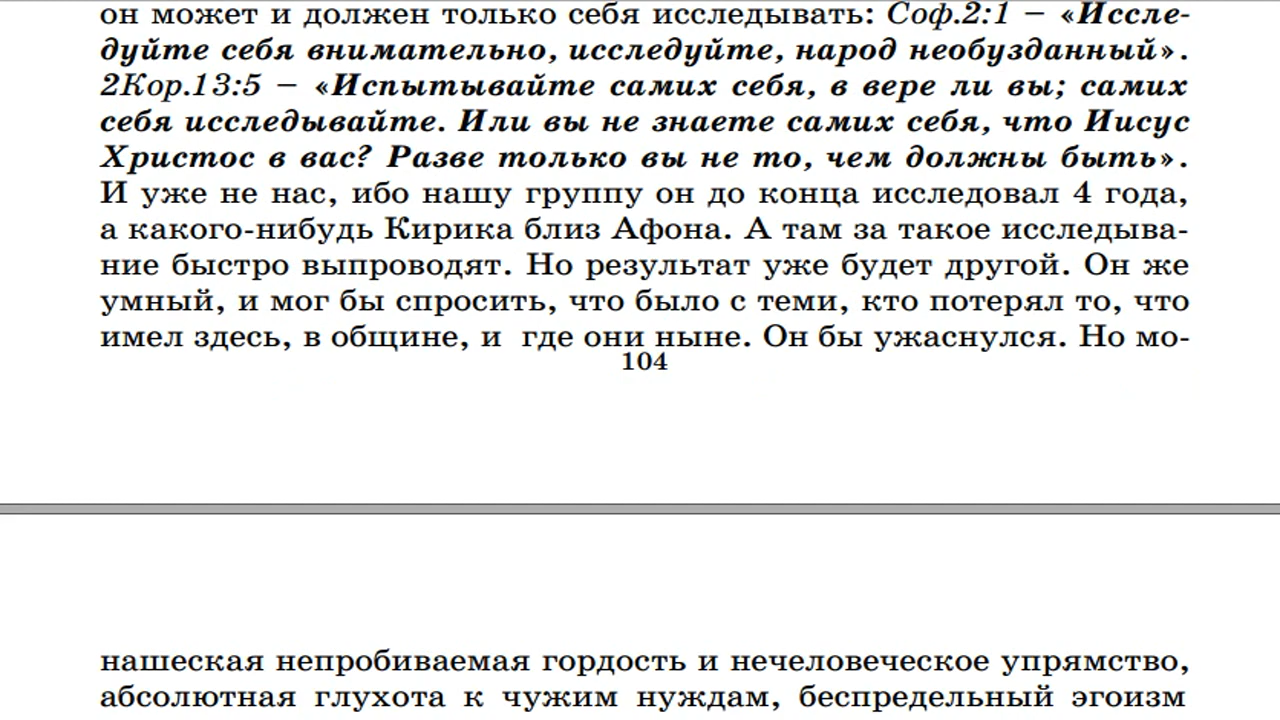 он может и должен только себя исследывать: Соф.2:1 – «Иссле-
дуйте себя внимательно, исследуйте, народ необузданный».
2Кор.13:5 – «Испытывайте самих себя, в вере ли вы; самих
себя исследывайте. Или вы не знаете самих себя, что Иисус
Христос в вас? Разве только вы не то, чем должны быть».
И уже не нас, ибо нашу группу он до конца исследовал 4 года,
а какого-нибудь Кирика близ Афона. А там за такое исследыва-
ние быстро выпроводят. Но результат уже будет другой. Он же
умный, и мог бы спросить, что было с теми, кто потерял то, что
имел здесь, в общине, и  где они ныне. Он бы ужаснулся. Но мо-
104
нашеская непробиваемая гордость и нечеловеческое упрямство,
абсолютная глухота к чужим нуждам, беспредельный эгоизм